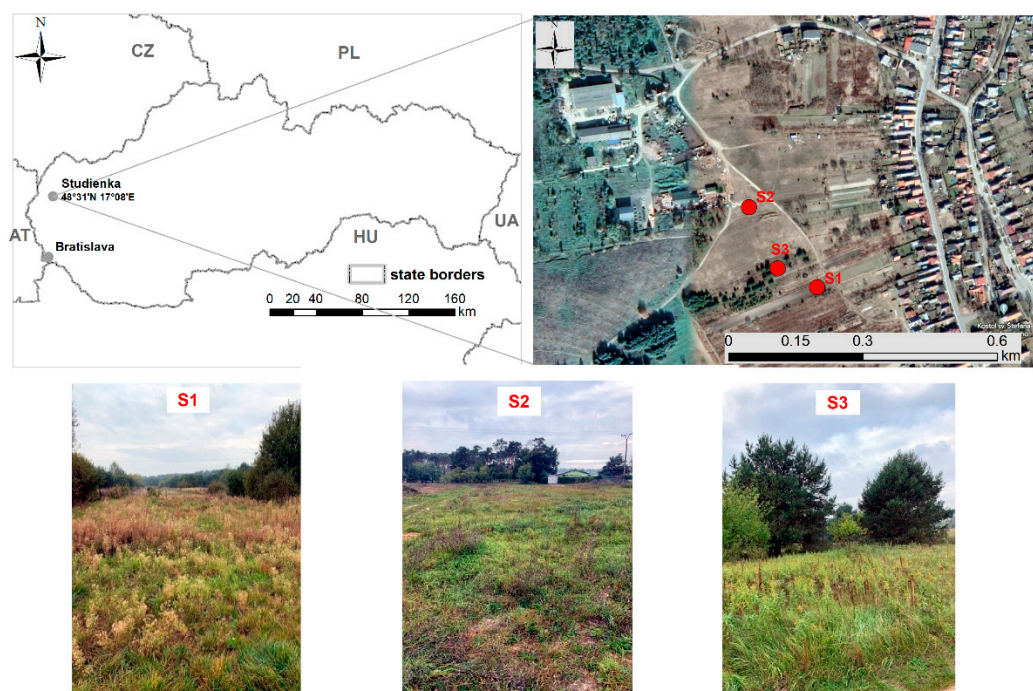 N
CZ
PL
Studienka
48°31'N 17°08'E
AT
Bratislava
HU
UA
state borders
0 20 40 80 120 160
km
N
S2
S3
S1
Kostol sv. Štefana
0 0.15 0.3 0.6
km
S1
S2
S3